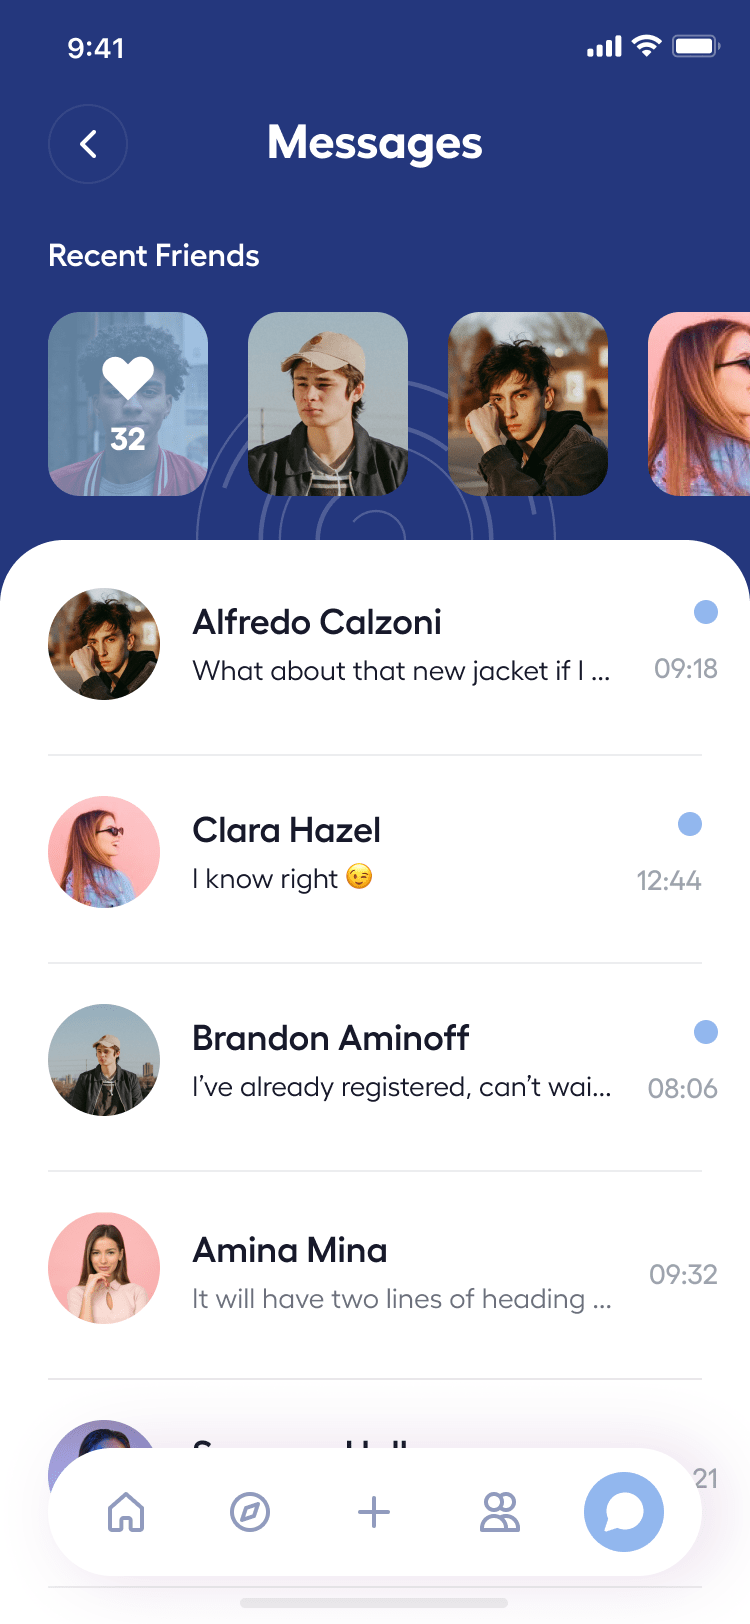 9:41
Messages
Recent Friends
32
Alfredo Calzoni
What about that new jacket if I ...
09:18
Clara Hazel
I know right 😉
12:44
Brandon Aminoff
I’ve already registered, can’t wai...
08:06
Amina Mina
It will have two lines of heading ...
09:32
21